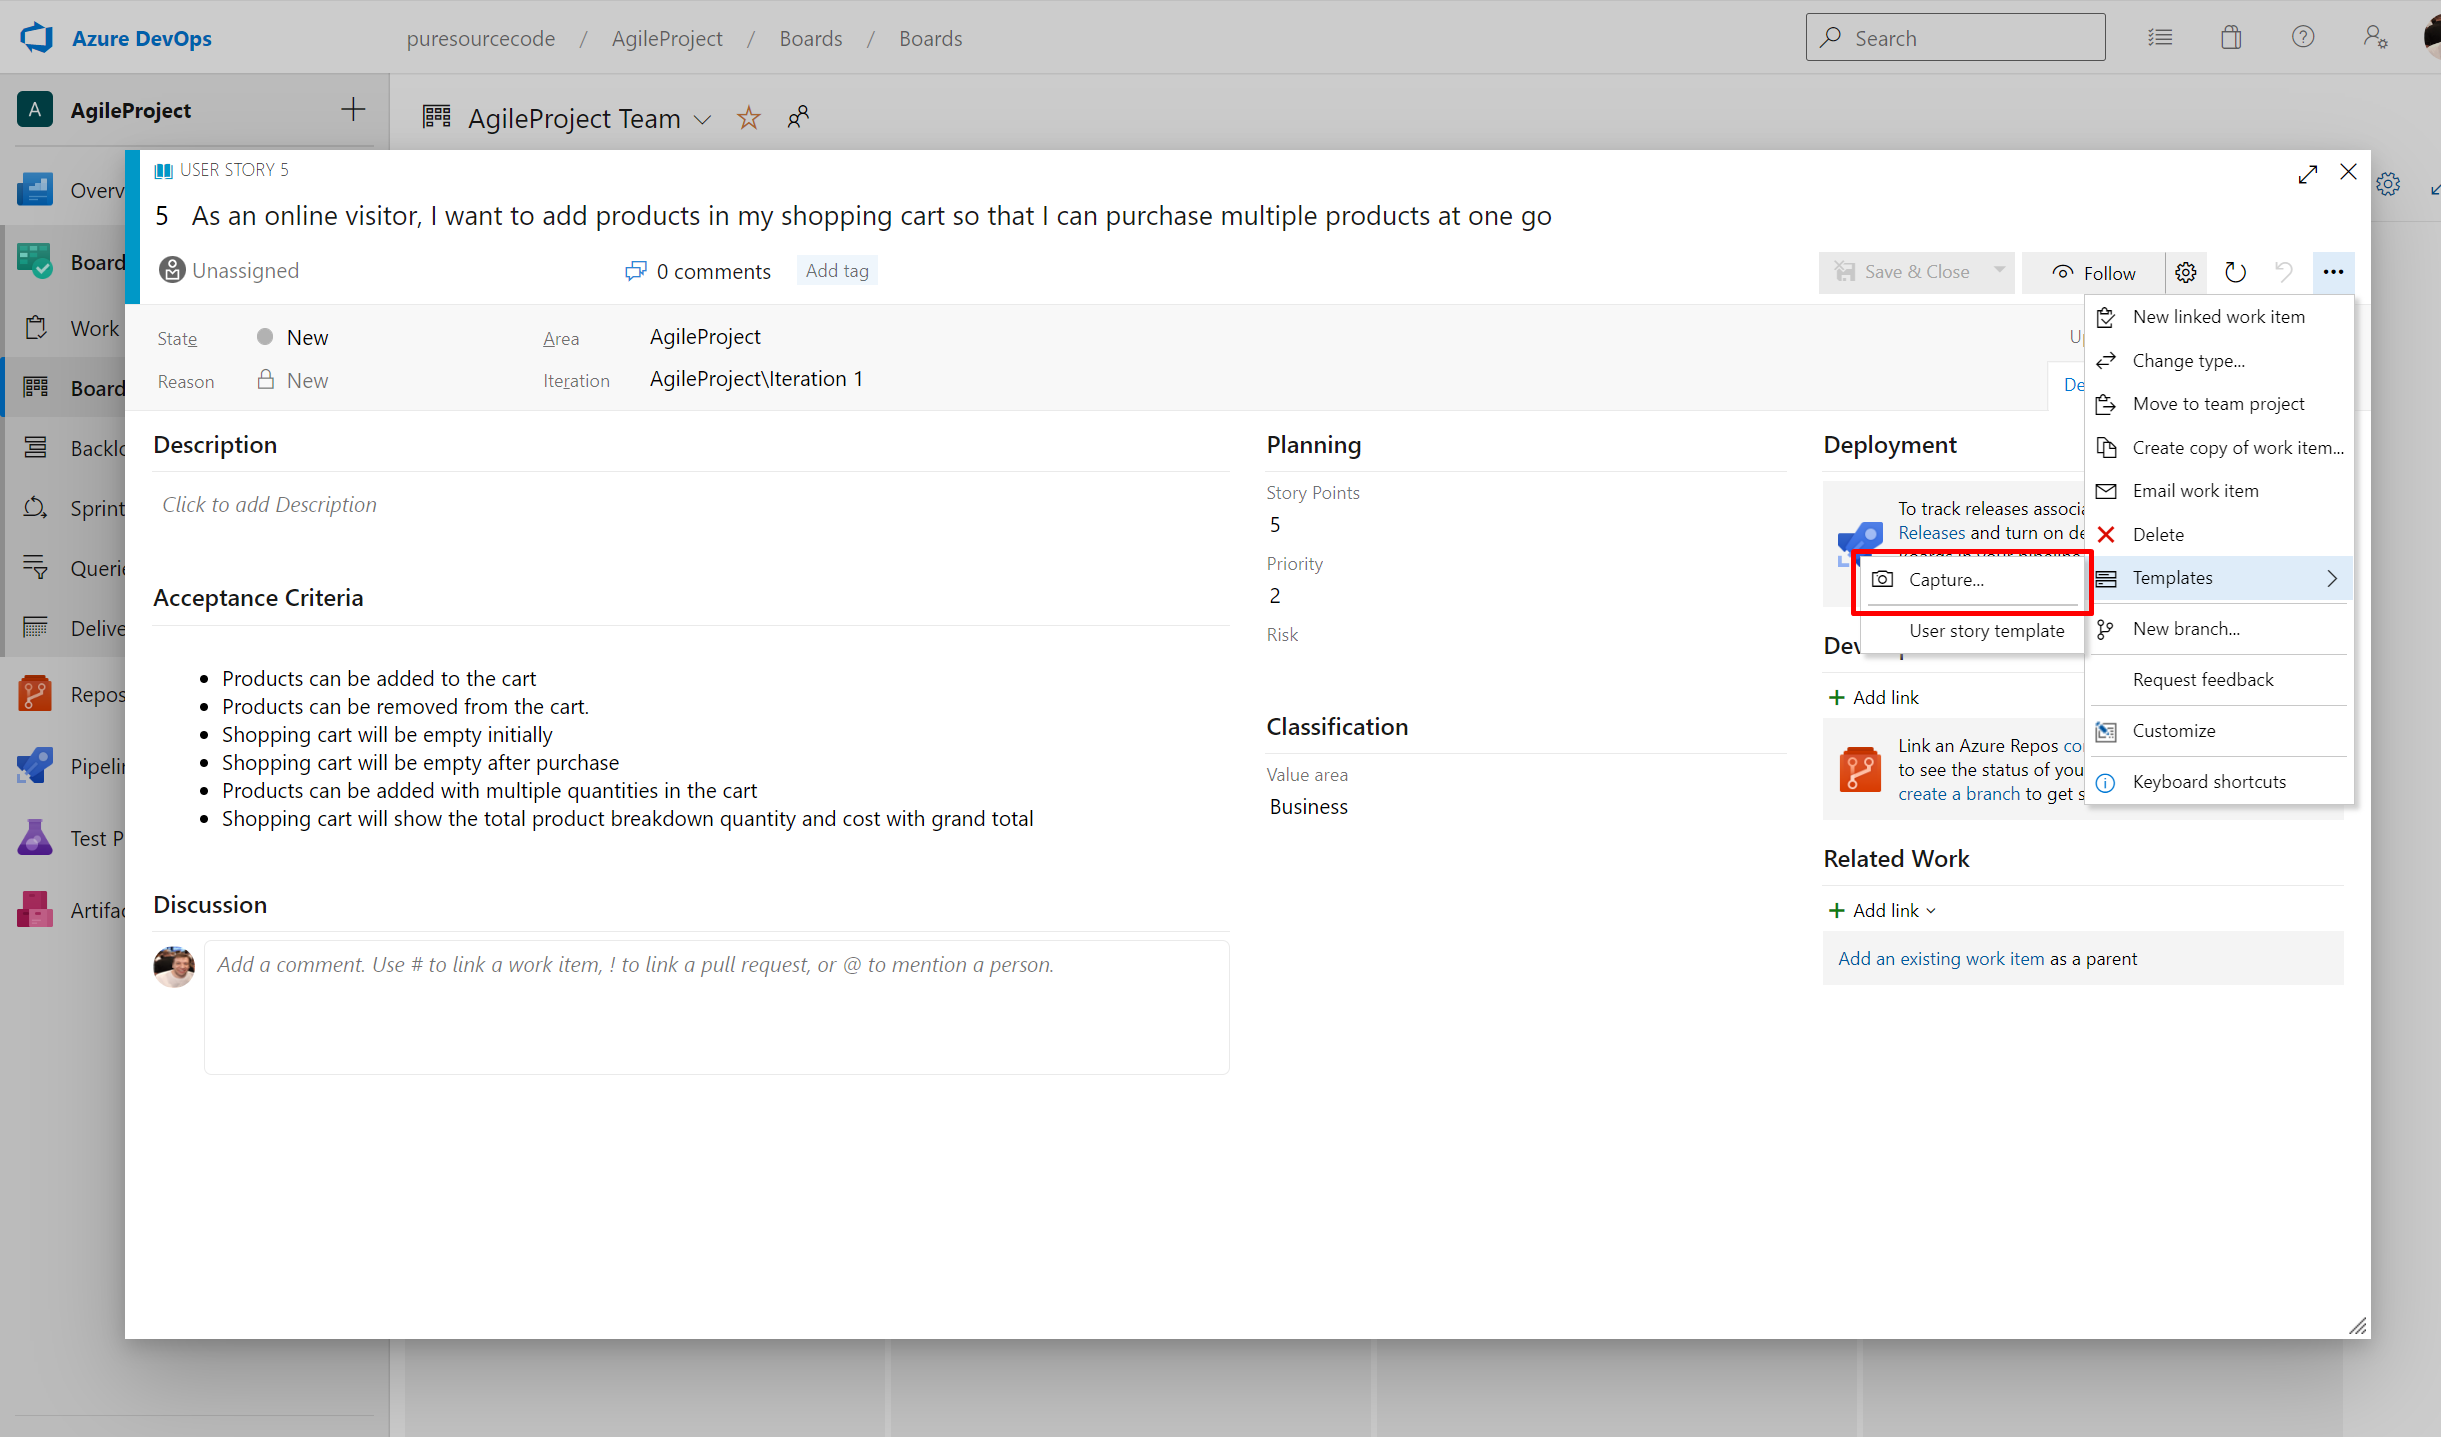 Azure DevOps
puresourcecode / AgileProject / Boards / Boards
Search
A AgileProject
AgileProject Team
Overv
Board
Work
Board
Backlo
Sprint
Querie
Delive
Repos
Pipelin
Test P
Artifac
USER STORY 5
5 As an online visitor, I want to add products in my shopping cart so that I can purchase multiple products at one go
Unassigned
0 comments
Add tag
Save & Close
Follow
State New
Area AgileProject
Reason New
Iteration AgileProject\Iteration 1
Up
De
Description
Click to add Description
Acceptance Criteria
• Products can be added to the cart
• Products can be removed from the cart.
• Shopping cart will be empty initially
• Shopping cart will be empty after purchase
• Products can be added with multiple quantities in the cart
• Shopping cart will show the total product breakdown quantity and cost with grand total
Discussion
Add a comment. Use # to link a work item, ! to link a pull request, or @ to mention a person.
Planning
Story Points
5
Priority
2
Risk
Classification
Value area
Business
Deployment
To track releases associa
Releases and turn on de
Dev
Add link
Link an Azure Repos co
to see the status of you
create a branch to get s
Related Work
Add link
Add an existing work item as a parent
New linked work item
Change type...
Move to team project
Create copy of work item...
Email work item
Delete
Templates
New branch...
Request feedback
Customize
Keyboard shortcuts
Capture...
User story template